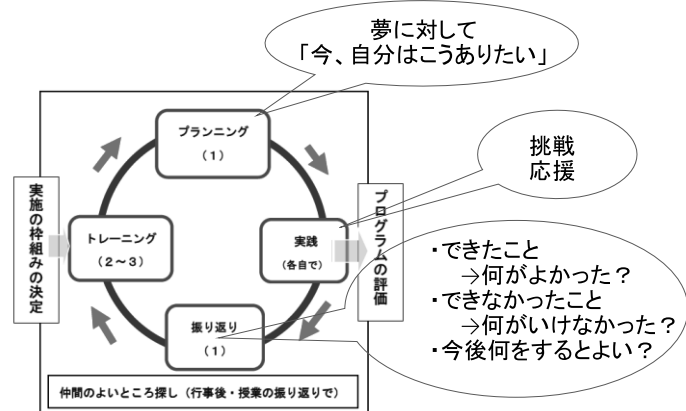 夢に対して
「今、自分はこうありたい」
プランニング
（１）
挑戦
応援
実施の枠組みの決定
プログラムの評価
トレーニング
（２～３）
実践
（各自で）
・できたこと
→何がよかった？
・できなかったこと
→何がいけなかった？
・今後何をするとよい？
振り返り
（１）
仲間のよいところ探し（行事後・授業の振り返りで）